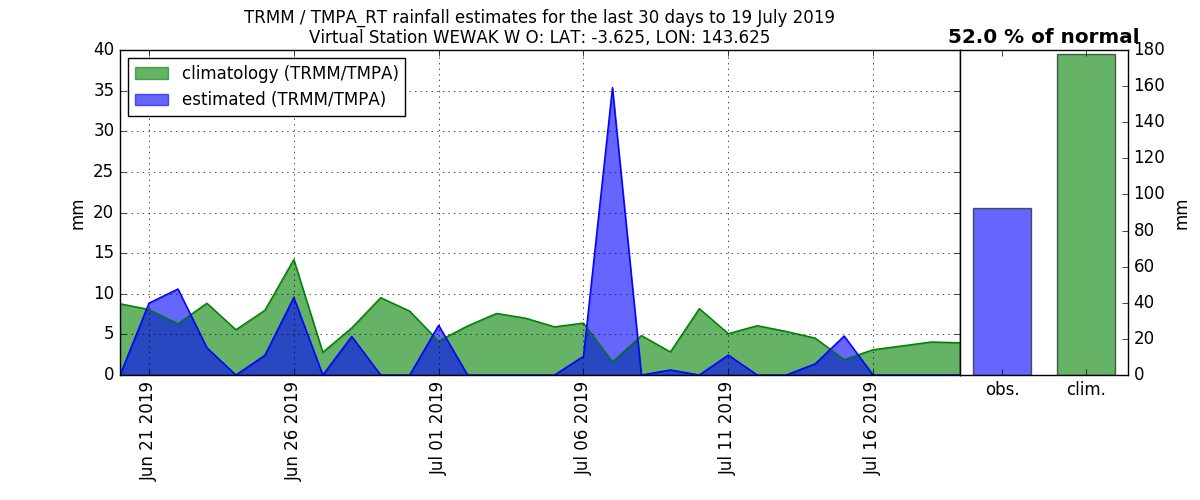 TRMM / TMPA_RT rainfall estimates for the last 30 days to 19 July 2019
Virtual Station WEWAK W O: LAT: -3.625, LON: 143.625
52.0 % of normal
climatology (TRMM/TMPA)
estimated (TRMM/TMPA)
mm
40
35
30
25
20
15
10
5
0
Jun 21 2019
Jun 26 2019
Jul 01 2019
Jul 06 2019
Jul 11 2019
Jul 16 2019
obs.
clim.
180
160
140
120
100
80
60
40
20
0
mm